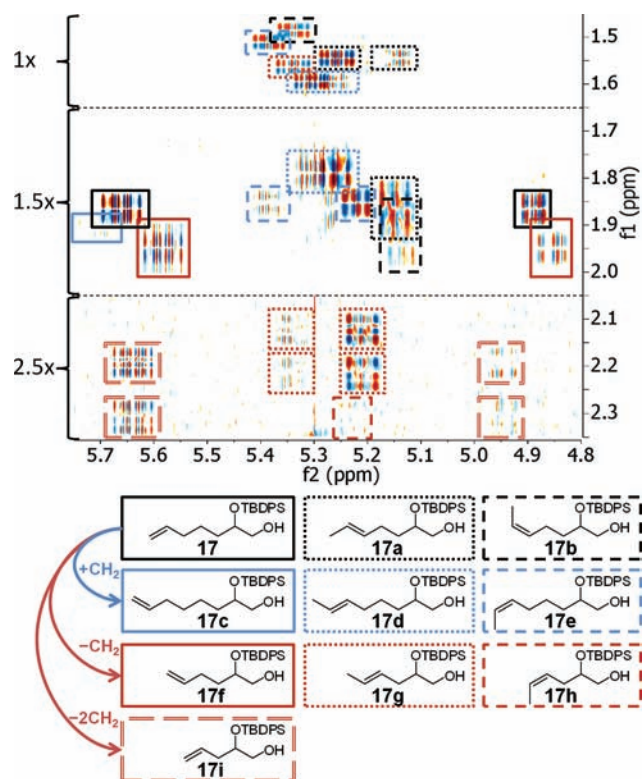 1x
1.5x
2.5x
1.5
1.6
1.7
1.8
1.9
2.0
2.1
2.2
2.3
f1 (ppm)
5.7 5.6 5.5 5.4 5.3 5.2 5.1 5.0 4.9 4.8
f2 (ppm)
OTBDPS OTBDPS OTBDPS
OH OH OH
17 17a 17b
+CH2
OTBDPS OTBDPS OTBDPS
OH OH OH
17c 17d 17e
−CH2
OTBDPS OTBDPS OTBDPS
OH OH OH
17f 17g 17h
−2CH2
OTBDPS
OH
17i